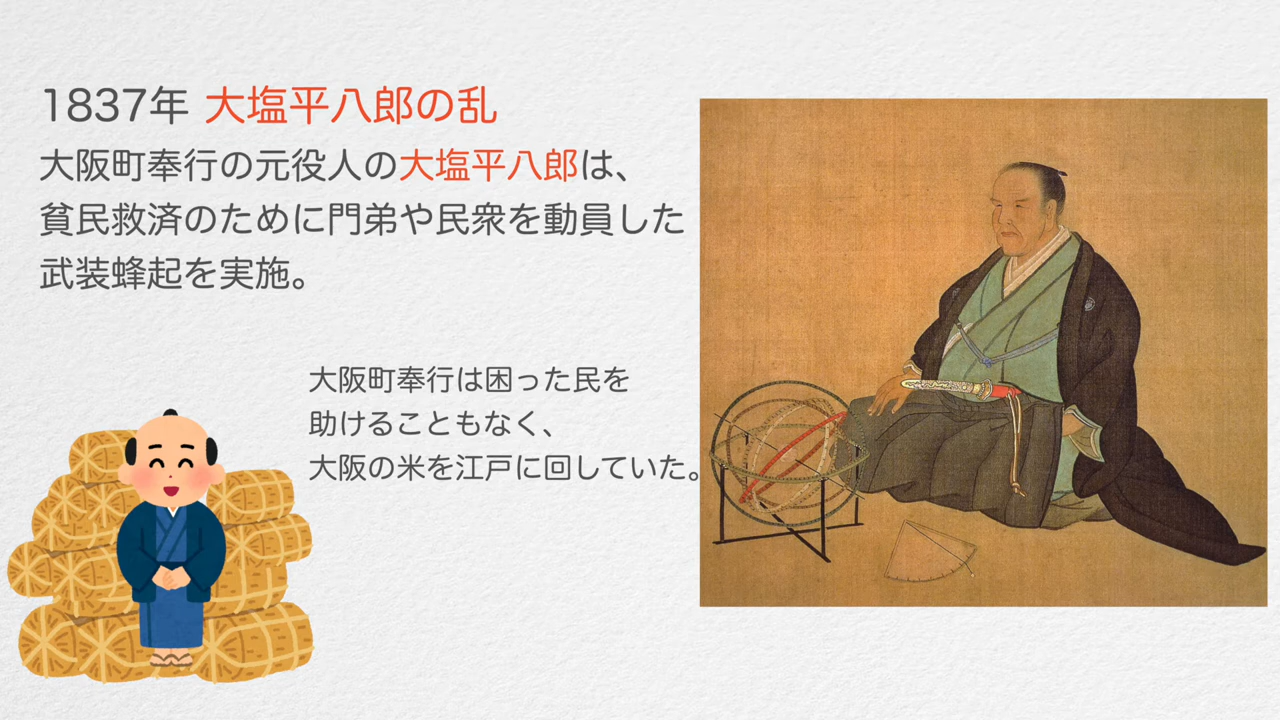 1837年 大塩平八郎の乱
大阪町奉行の元役人の大塩平八郎は、
貧民救済のために門弟や民衆を動員した
武装蜂起を実施。
大阪町奉行は困った民を
助けることもなく、
大阪の米を江戸に回していた。